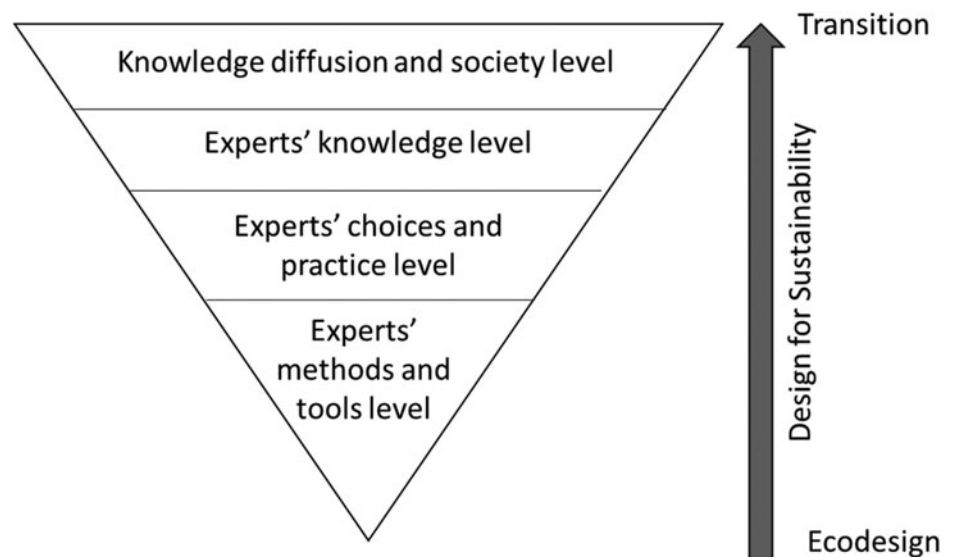 Knowledge diffusion and society level
Experts’ knowledge level
Experts’ choices and
practice level
Experts’
methods and
tools level
Transition
Design for Sustainability
Ecodesign